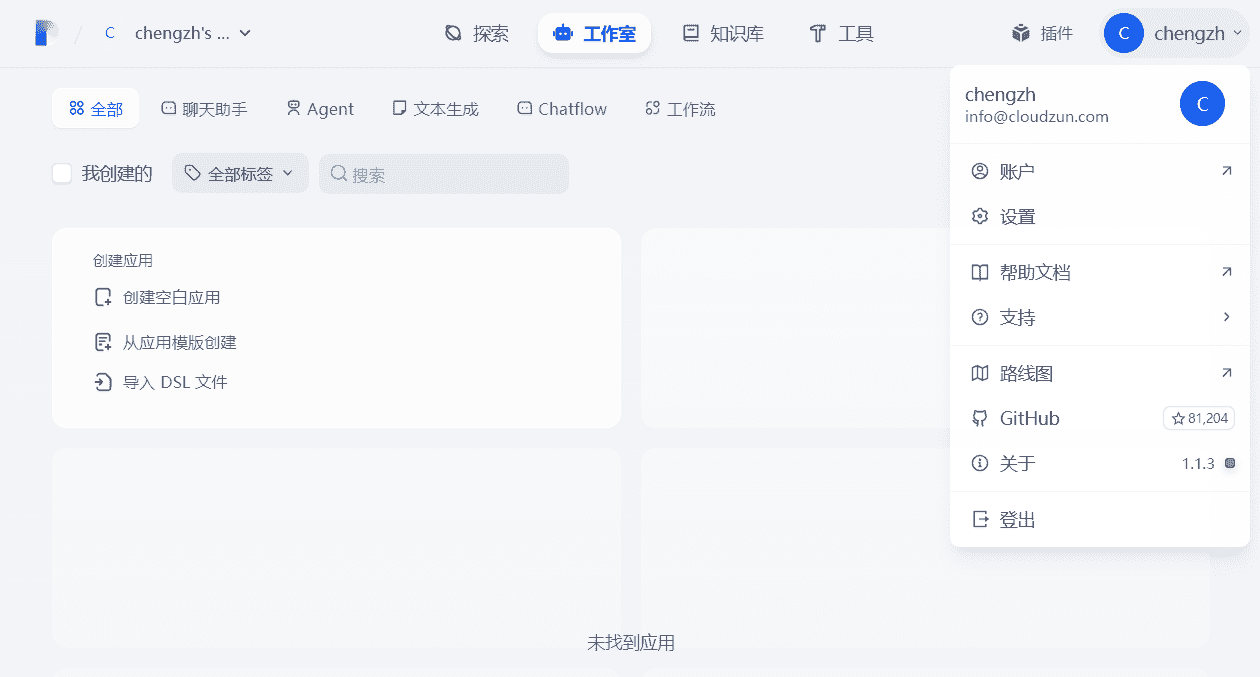 C chengzh's ...
探索
工作室
知识库
工具
插件
C chengzh
全部
聊天助手
Agent
文本生成
Chatflow
工作流
我创建的
全部标签
搜索
创建应用
创建空白应用
从应用模版创建
导入 DSL 文件
未找到应用
chengzh
info@cloudzun.com
C
账户
设置
帮助文档
支持
路线图
GitHub 81,204
关于 1.1.3
登出